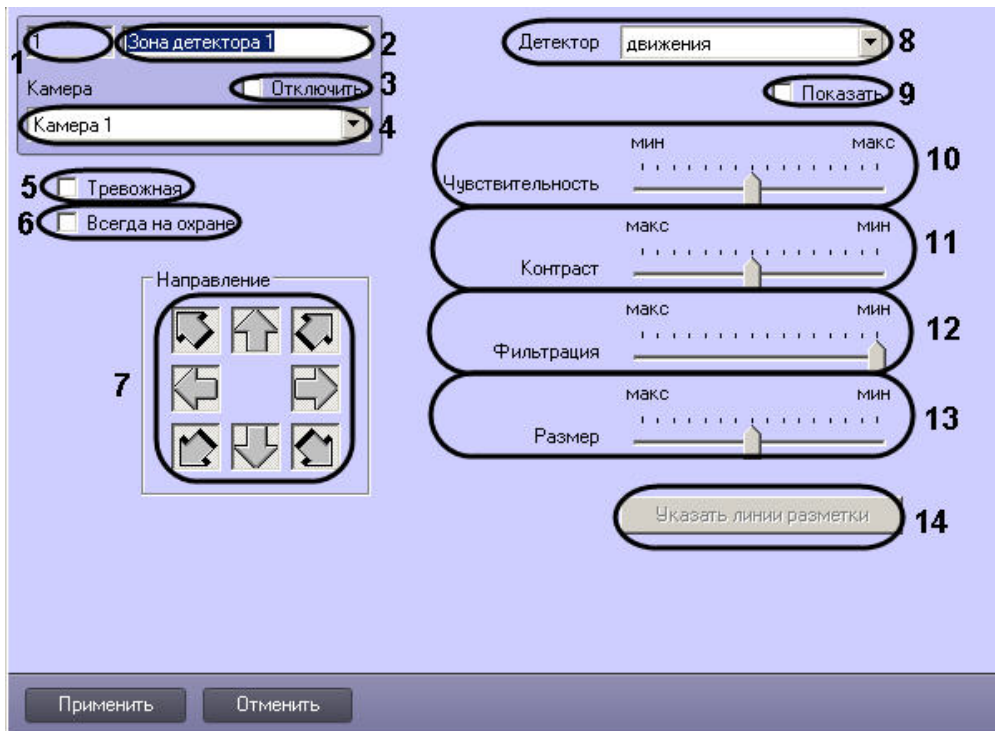 1 Зона детектора 1 2
1
Камера Отключить 3
Камера 1 4
5 Тревожная
6 Всегда на охране
Направление
7
Детектор движения 8
Показать 9
мин макс 10
Чувствительность
макс мин 11
Контраст
макс мин 12
Фильтрация
макс мин 13
Размер
Указать линии разметки 14
Применить Отменить